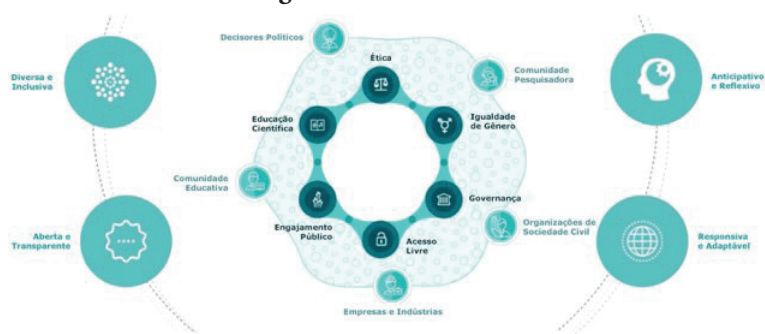 Decisores Políticos
Ética
Diversa e
Inclusiva
Comunidade
Pesquisadora
Anticipativo
e Reflexivo
Educação
Científica
Igualdade
de Gênero
Comunidade
Educativa
Governança
Engajamento
Público
Acesso
Livre
Organizações de
Sociedade Civil
Aberta e
Transparente
Responsiva
e Adaptável
Empresas e Indústrias